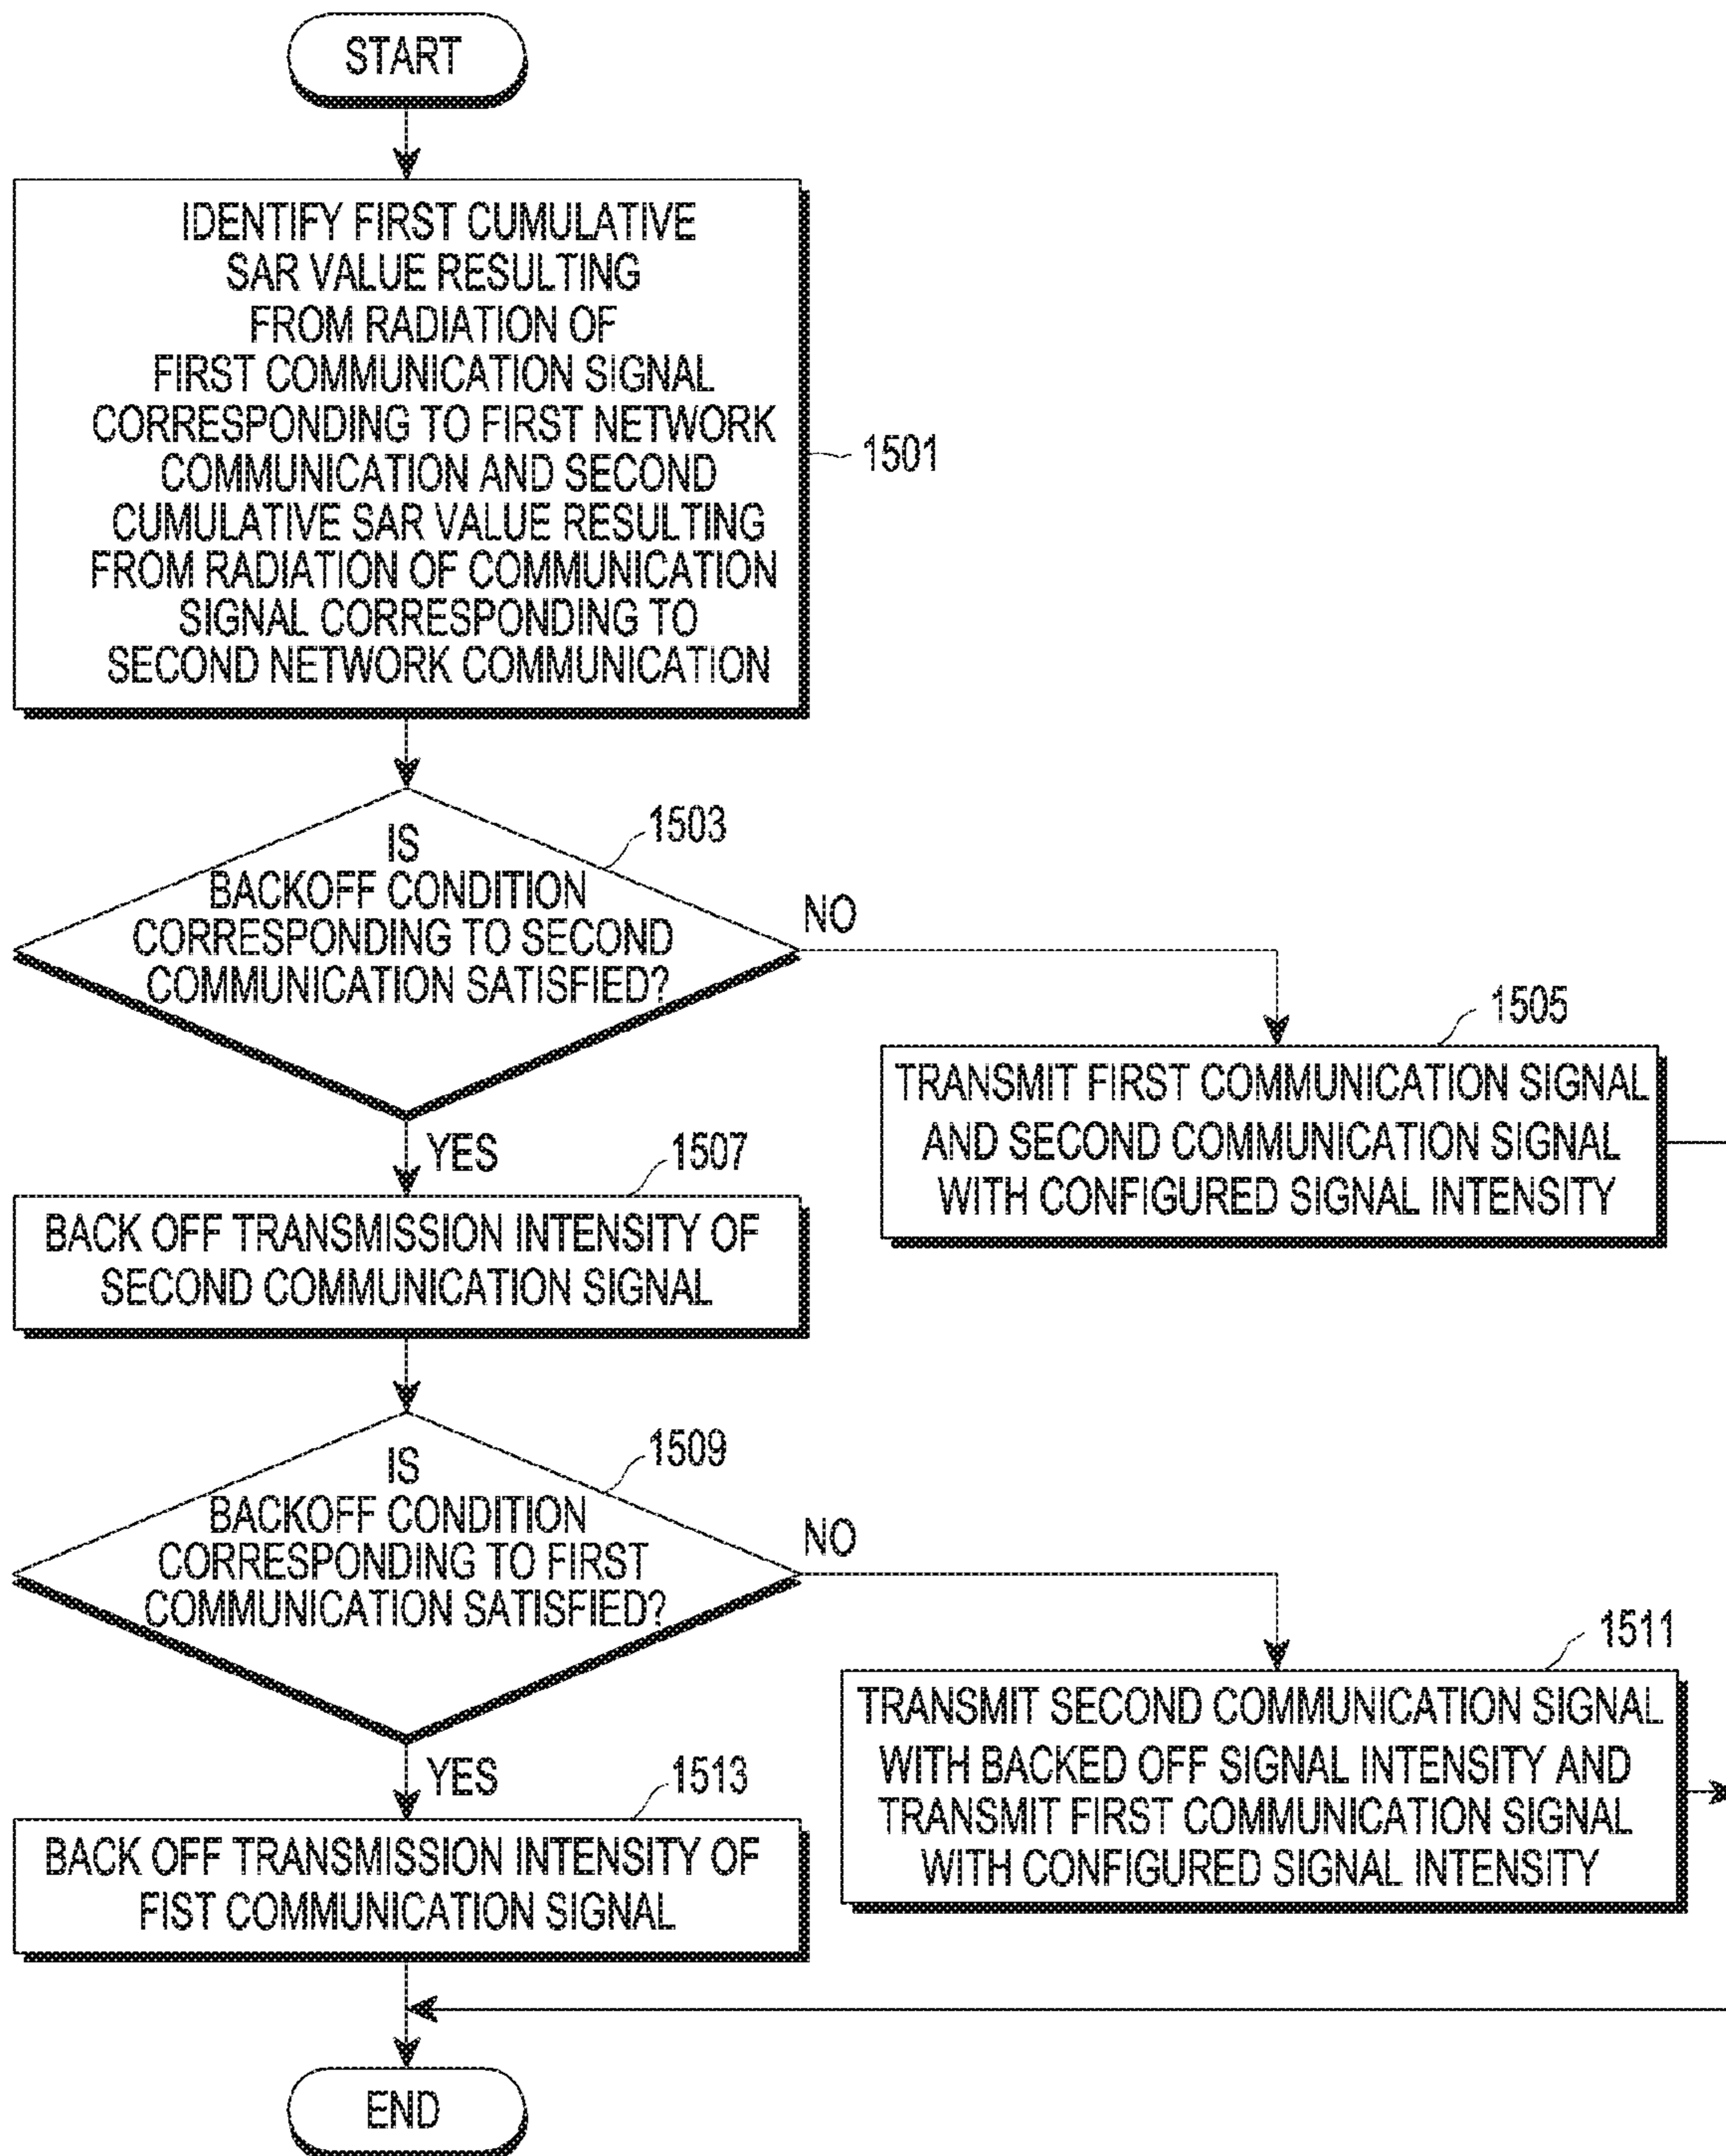 START
IDENTIFY FIRST CUMULATIVE
SAR VALUE RESULTING
FROM RADIATION OF
FIRST COMMUNICATION SIGNAL
CORRESPONDING TO FIRST NETWORK
COMMUNICATION AND SECOND
CUMULATIVE SAR VALUE RESULTING
FROM RADIATION OF COMMUNICATION
SIGNAL CORRESPONDING TO
SECOND NETWORK COMMUNICATION
1501
IS
BACKOFF CONDITION
CORRESPONDING TO SECOND
COMMUNICATION SATISFIED?
1503
NO
1505
TRANSMIT FIRST COMMUNICATION SIGNAL
AND SECOND COMMUNICATION SIGNAL
WITH CONFIGURED SIGNAL INTENSITY
YES
1507
BACK OFF TRANSMISSION INTENSITY OF
SECOND COMMUNICATION SIGNAL
IS
BACKOFF CONDITION
CORRESPONDING TO FIRST
COMMUNICATION SATISFIED?
1509
NO
1511
TRANSMIT SECOND COMMUNICATION SIGNAL
WITH BACKED OFF SIGNAL INTENSITY AND
TRANSMIT FIRST COMMUNICATION SIGNAL
WITH CONFIGURED SIGNAL INTENSITY
YES
1513
BACK OFF TRANSMISSION INTENSITY OF
FIST COMMUNICATION SIGNAL
END